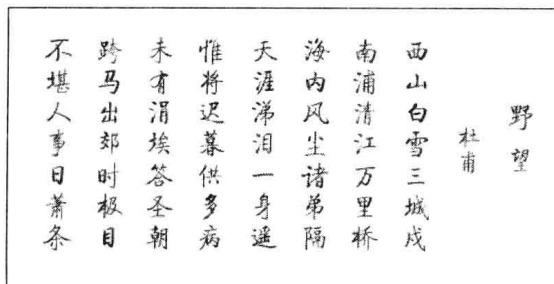 野望
杜甫
西山白雪三城戍
南浦清江万里桥
海内风尘诸弟隔
天涯涕泪一身遥
惟将迟暮供多病
未有涓埃答圣朝
跨马出郊时极目
不堪人事日萧条